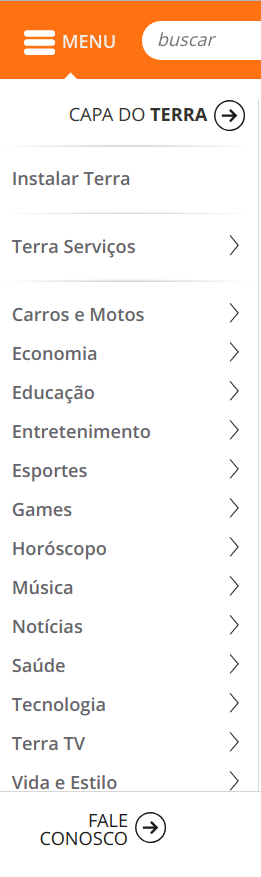 MENU
buscar
CAPA DO TERRA
Instalar Terra
Terra Serviços
Carros e Motos
Economia
Educação
Entretenimento
Esportes
Games
Horóscopo
Música
Notícias
Saúde
Tecnologia
Terra TV
Vida e Estilo
FALE
CONOSCO